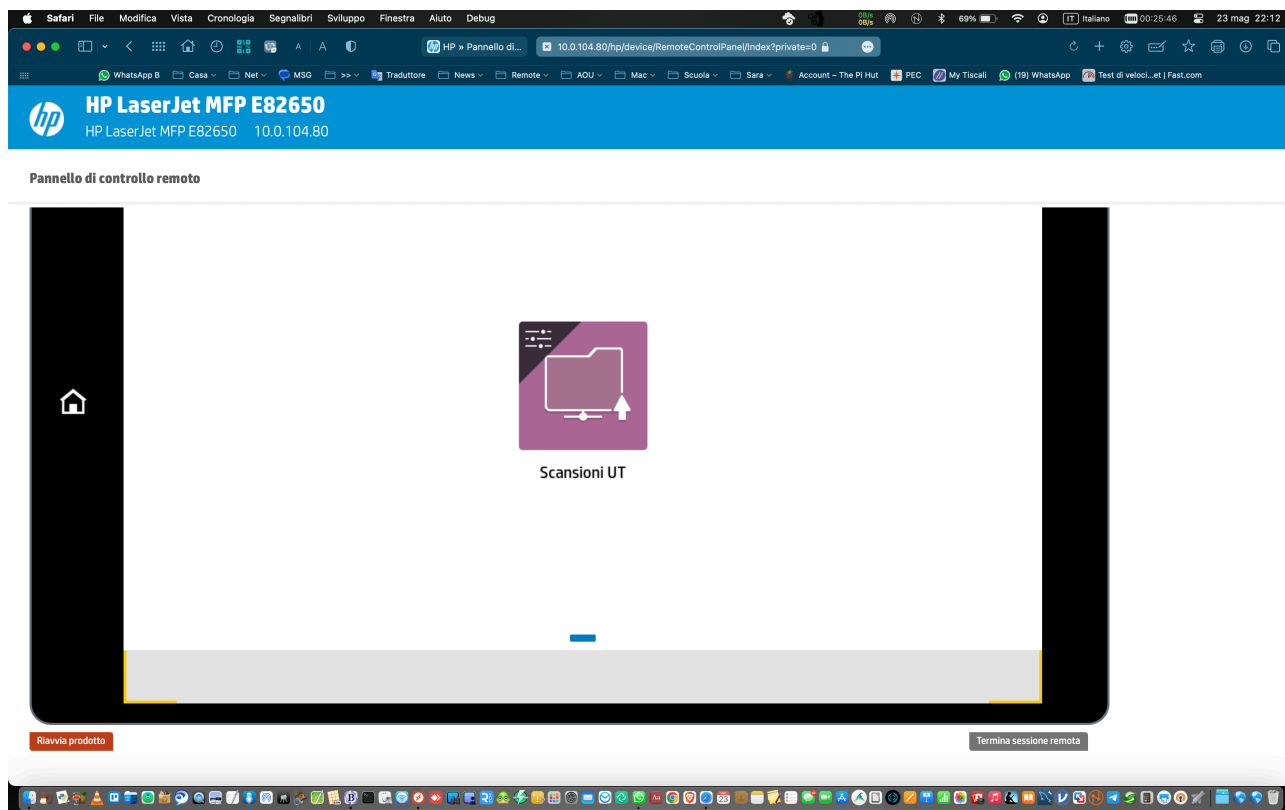 Safari File Modifica Vista Cronologia Segnalibri Sviluppo Finestra Aiuto Debug 0B/s 0B/s 69% IT Italiano 00:25:46 23 mag 22:12
A A HP » Pannello di... 10.0.104.80/hp/device/RemoteControlPanel/Index?private=0
WhatsApp B Casa Net MSG >> Traduttore News Remote AOU Mac Scuola Sara Account – The Pi Hut PEC My Tiscali (19) WhatsApp Test di veloci...et | Fast.com
hp HP LaserJet MFP E82650
HP LaserJet MFP E82650 10.0.104.80
Pannello di controllo remoto
Scansioni UT
Riavvia prodotto Termina sessione remota